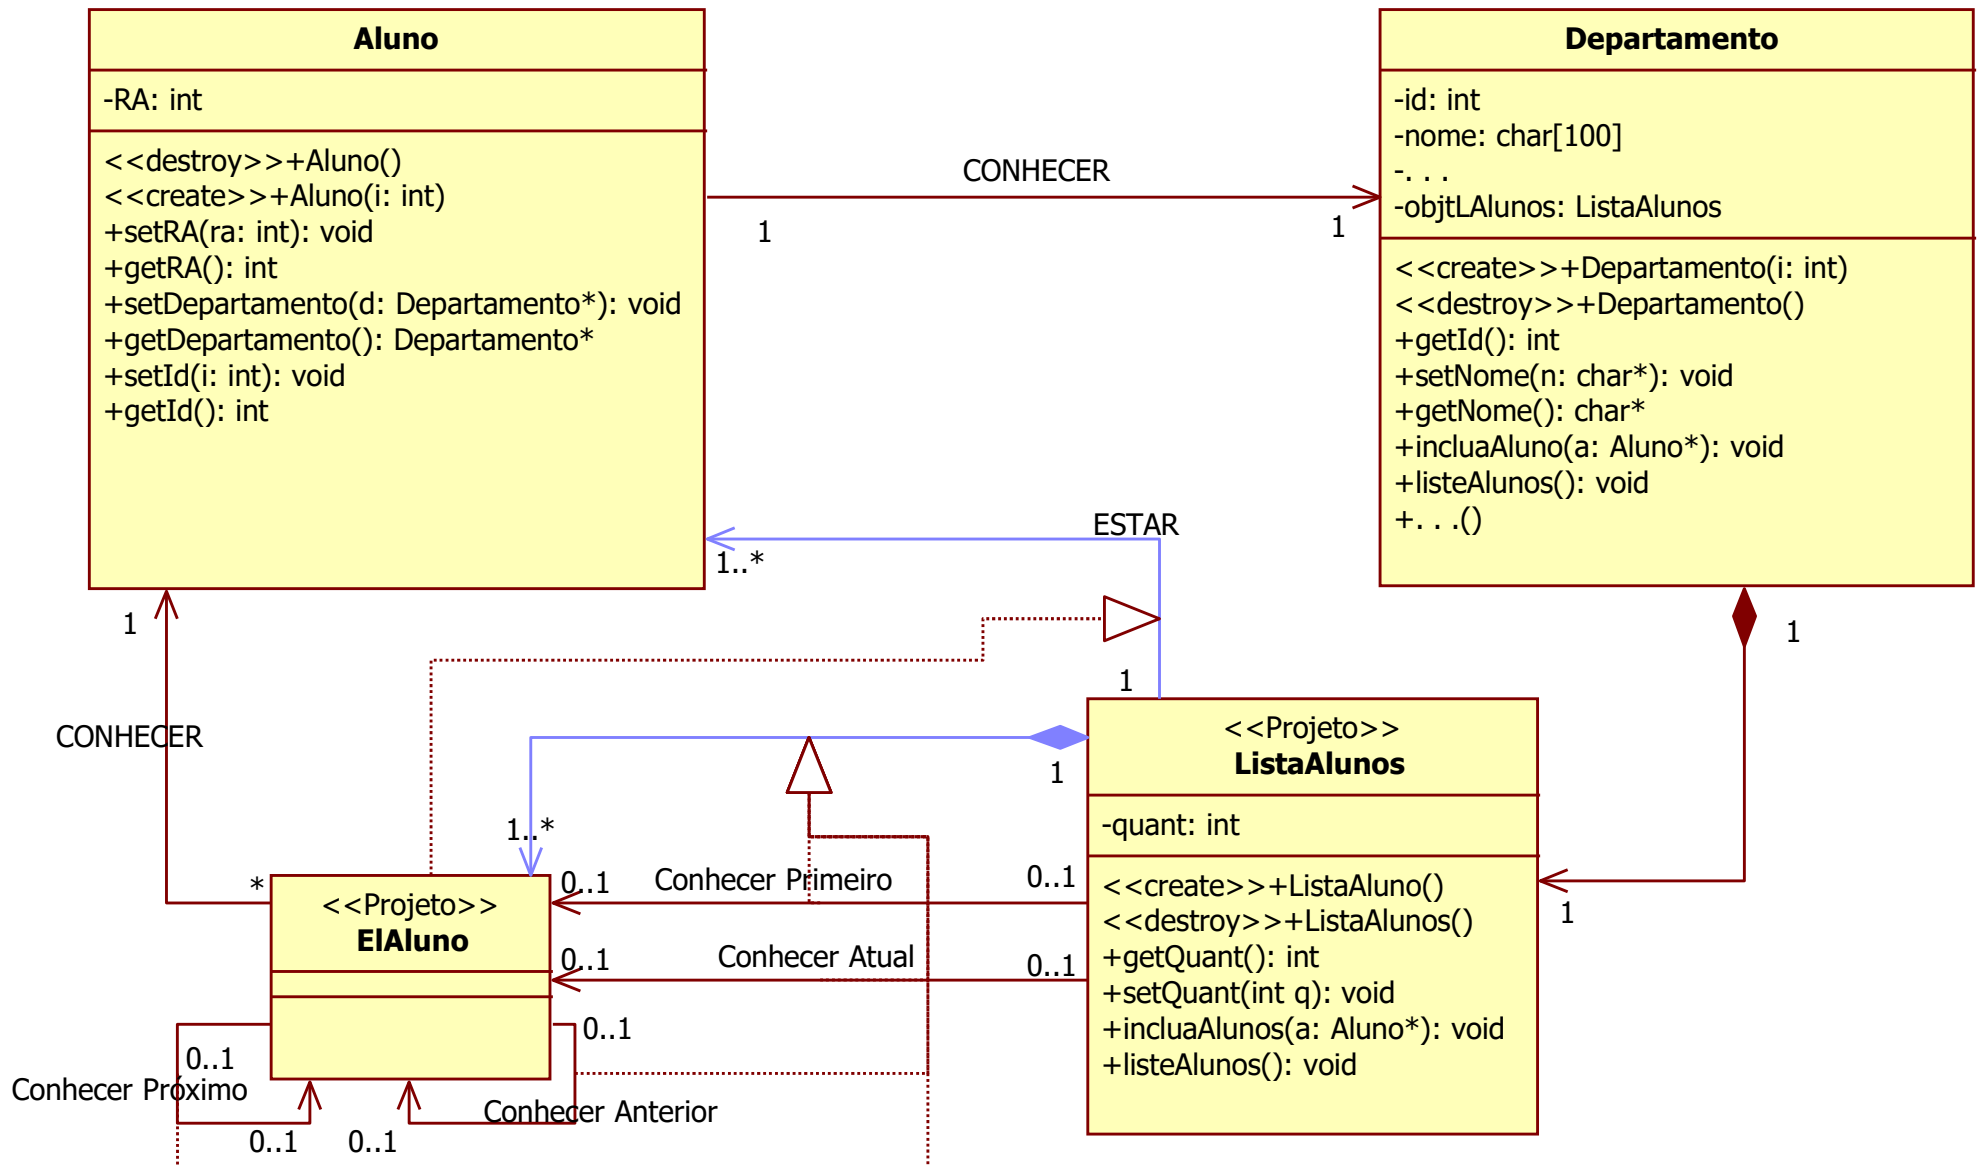 Aluno
-RA: int
<<destroy>>+Aluno()
<<create>>+Aluno(i: int)
+setRA(ra: int): void
+getRA(): int
+setDepartamento(d: Departamento*): void
+getDepartamento(): Departamento*
+setId(i: int): void
+getId(): int
CONHECER
1
1
Departamento
-id: int
-nome: char[100]
-. . .
-objtLAlunos: ListaAlunos
<<create>>+Departamento(i: int)
<<destroy>>+Departamento()
+getId(): int
+setNome(n: char*): void
+getNome(): char*
+incluaAluno(a: Aluno*): void
+listeAlunos(): void
+. . .()
ESTAR
1..*
1
1
1
CONHECER
*
1
1..*
<<Projeto>>
ListaAlunos
-quant: int
<<create>>+ListaAluno()
<<destroy>>+ListaAlunos()
+getQuant(): int
+setQuant(int q): void
+incluaAlunos(a: Aluno*): void
+listeAlunos(): void
1
0..1
Conhecer Primeiro
0..1
0..1
Conhecer Atual
0..1
<<Projeto>>
ElAluno
0..1
0..1
Conhecer Próximo
Conhecer Anterior
0..1
0..1